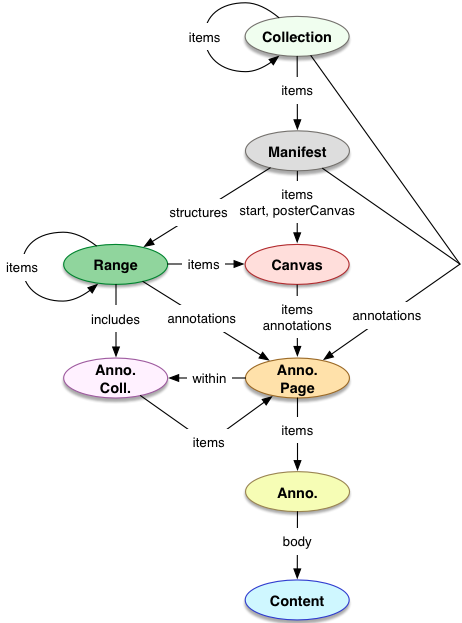 Collection
items
items
Manifest
items
start, posterCanvas
structures
Range
items
items
Canvas
includes
annotations
items
annotations
annotations
Anno.
Coll.
within
Anno.
Page
items
items
Anno.
body
Content